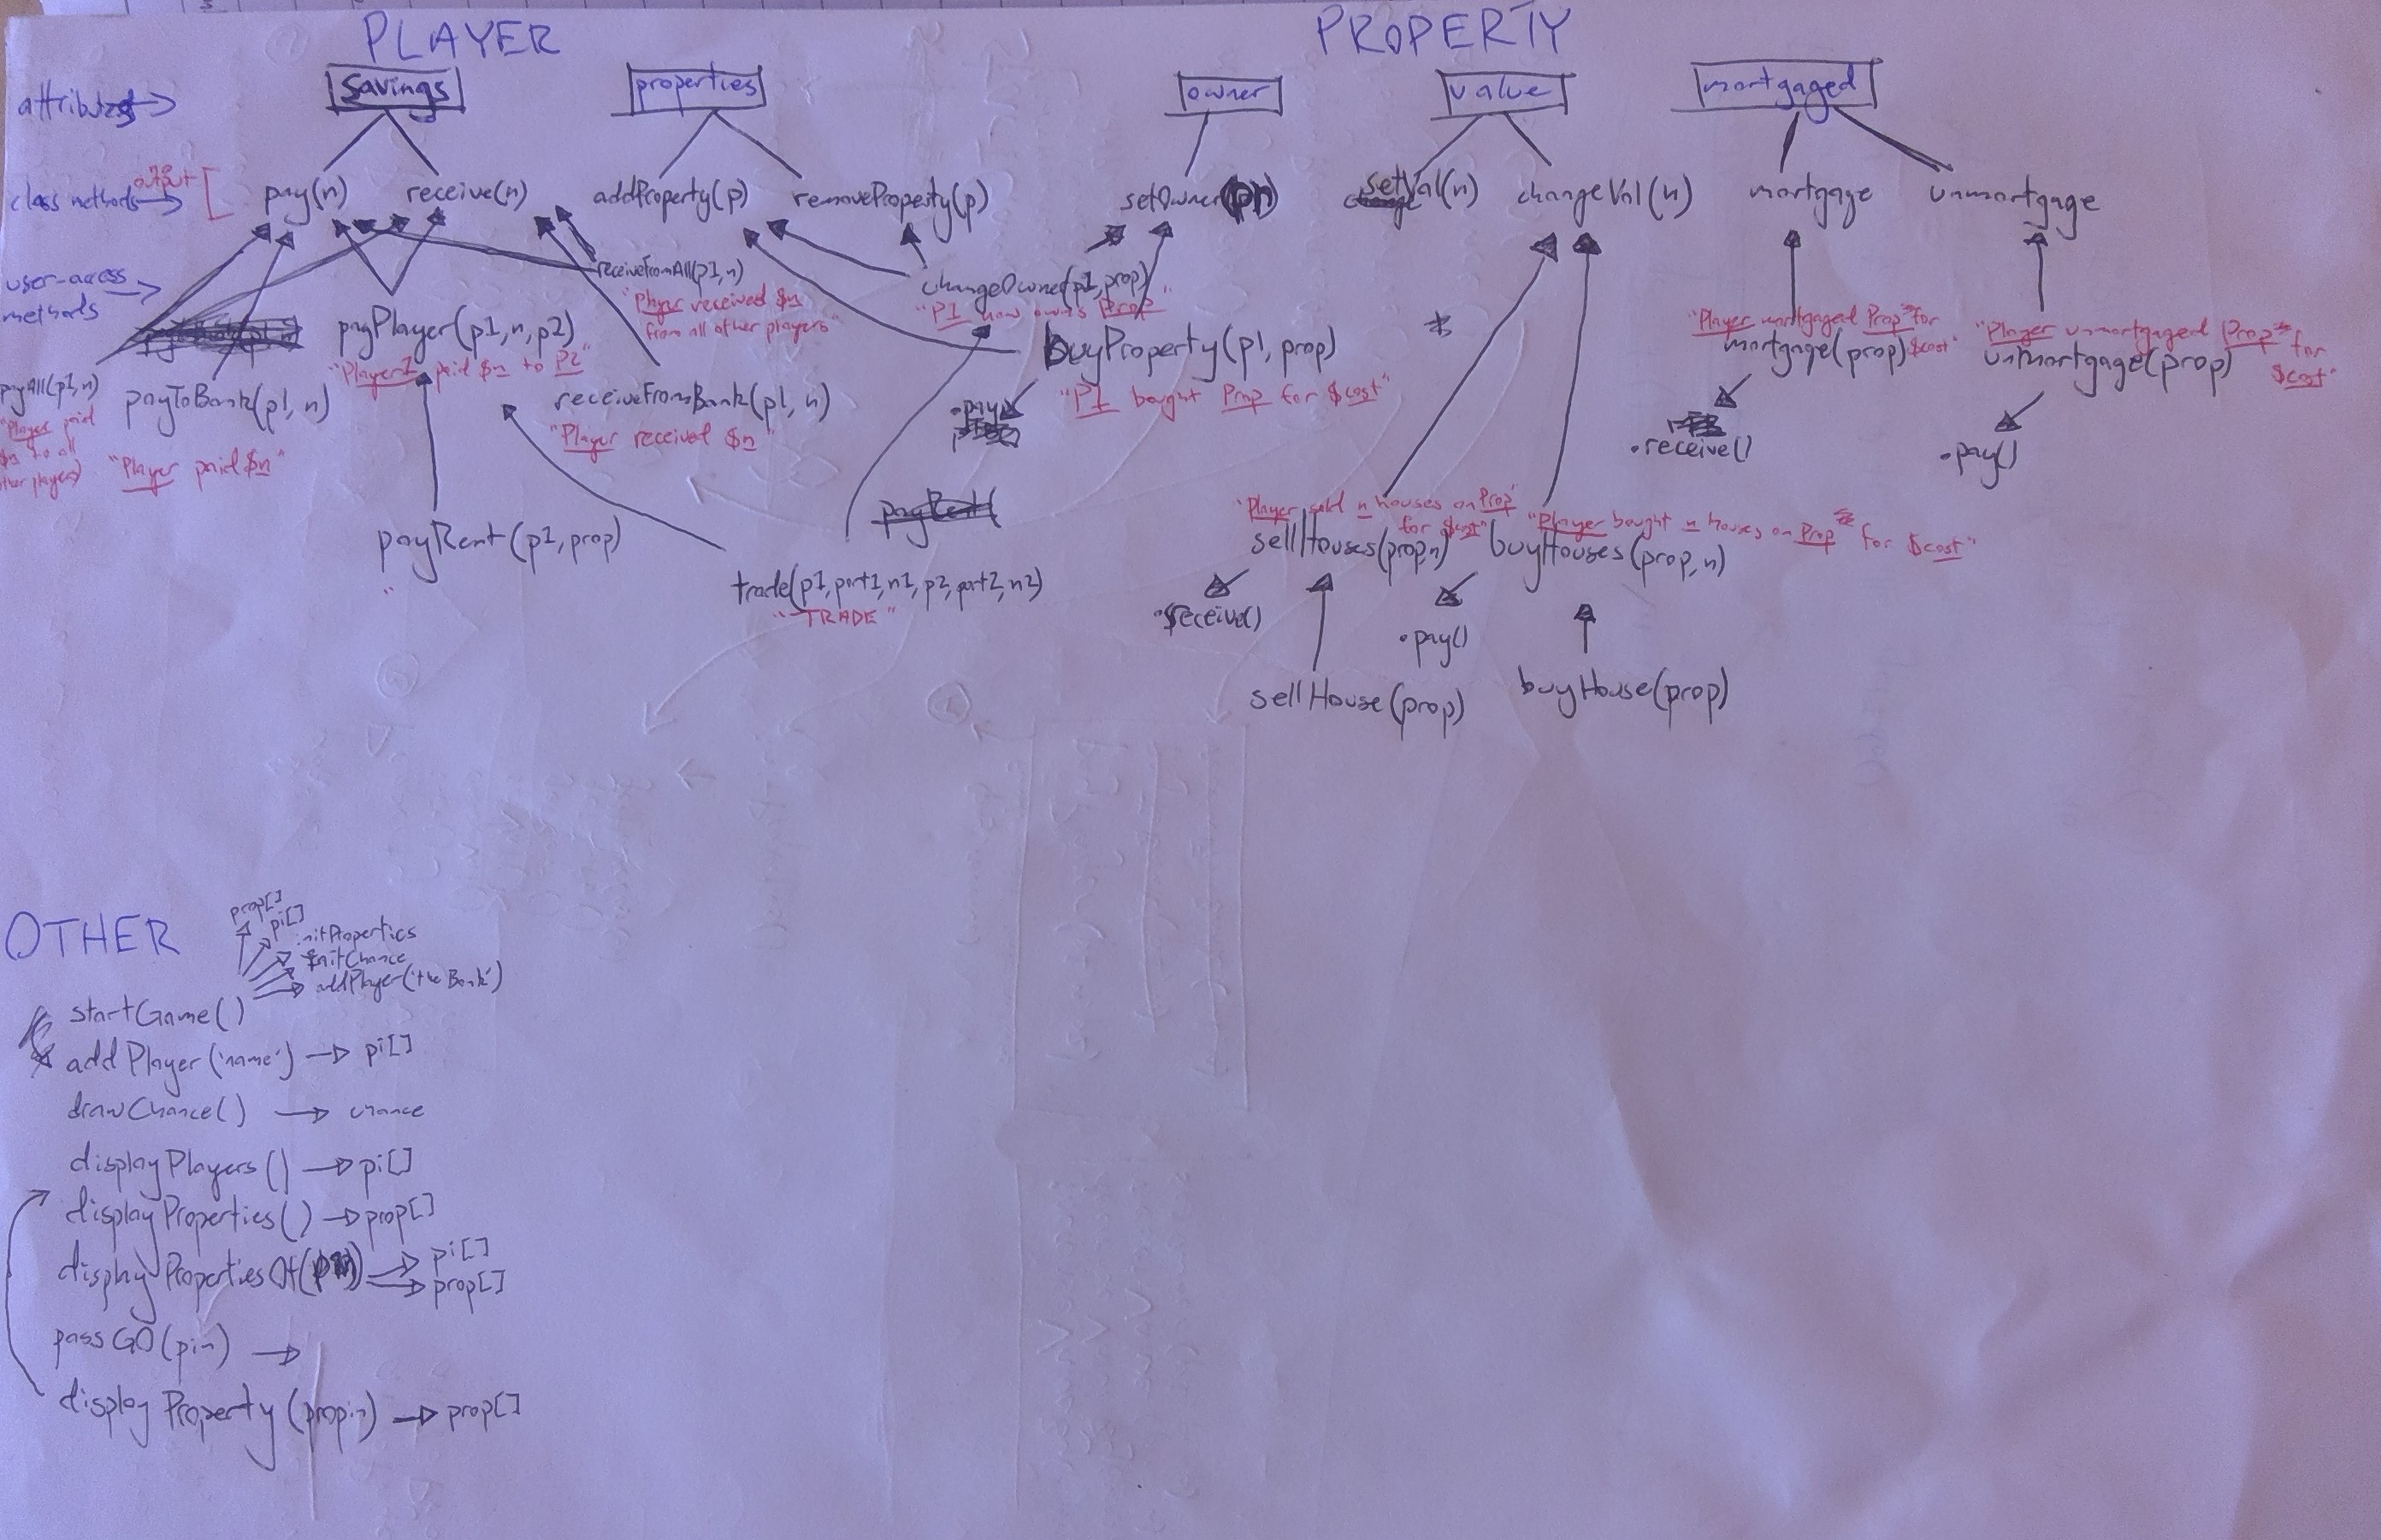 PLAYER
PROPERTY
attributes
savings
properties
owner
value
mortgaged
class methods
output
pay(n)
receive(n)
addProperty(p)
removeProperty(p)
setOwner(pn)
setVal(n)
changeVal(n)
mortgage
unmortgage
user-access
methods
receiveFromAll(p1,n)
"Player received $n
from all other players"
changeOwner(p1,prop)
"P1 now owns Prop"
payPlayer(p1,n,p2)
"Player1 paid $n to P2"
payAll(p1,n)
"Player paid
$n to all
other players)
payToBank(p1,n)
"Player paid $n"
receiveFromBank(p1,n)
"Player received $n"
buyProperty(p1,prop)
"P1 bought Prop for $cost"
.pay
"Player mortgaged Prop for
mortgage(prop) $cost"
.receive()
"Player unmortgaged Prop for
unmortgage(prop) $cost"
.pay()
payRent(
payRent(p1,prop)
"
trade(p1,port1,n1,p2,port2,n2)
"TRADE"
"Player sold n houses on Prop
for $cost"
sellHouses(prop,n)
.receive()
"Player bought n houses on Prop for $cost"
buyHouses(prop,n)
.pay()
sellHouse(prop)
buyHouse(prop)
OTHER
prop[]
pi[]
initProperties
initChance
addPlayer('the Bank')
startGame()
addPlayer('name') → pi[]
drawChance() → chance
displayPlayers() → pi[]
displayProperties() → prop[]
displayPropertiesOf( pi[]
prop[]
passGO(pin) →
displayProperty(propin) → prop[]